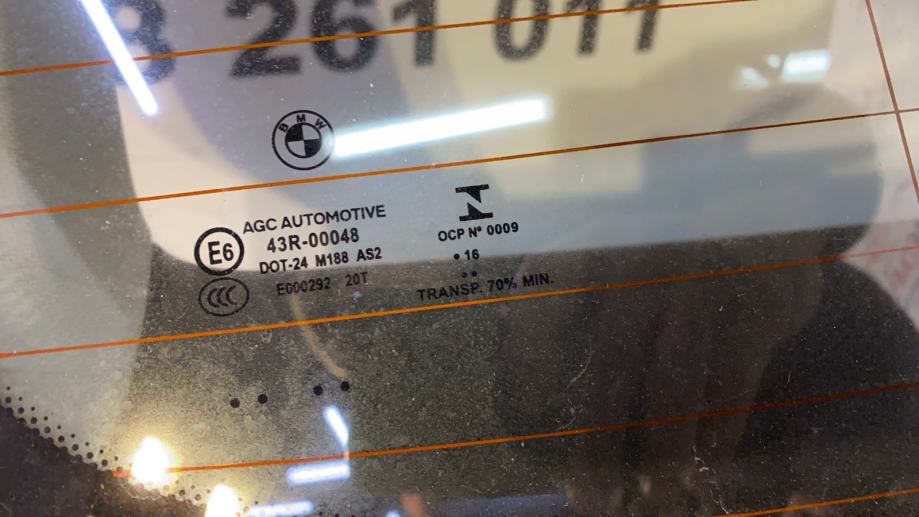 3 261 011
BMW
AGC AUTOMOTIVE
E6 43R-00048
DOT-24 M188 AS2
CCC E000292 20T
N
OCP Nº 0009
• 16
••
TRANSP. 70% MIN.
•• ••